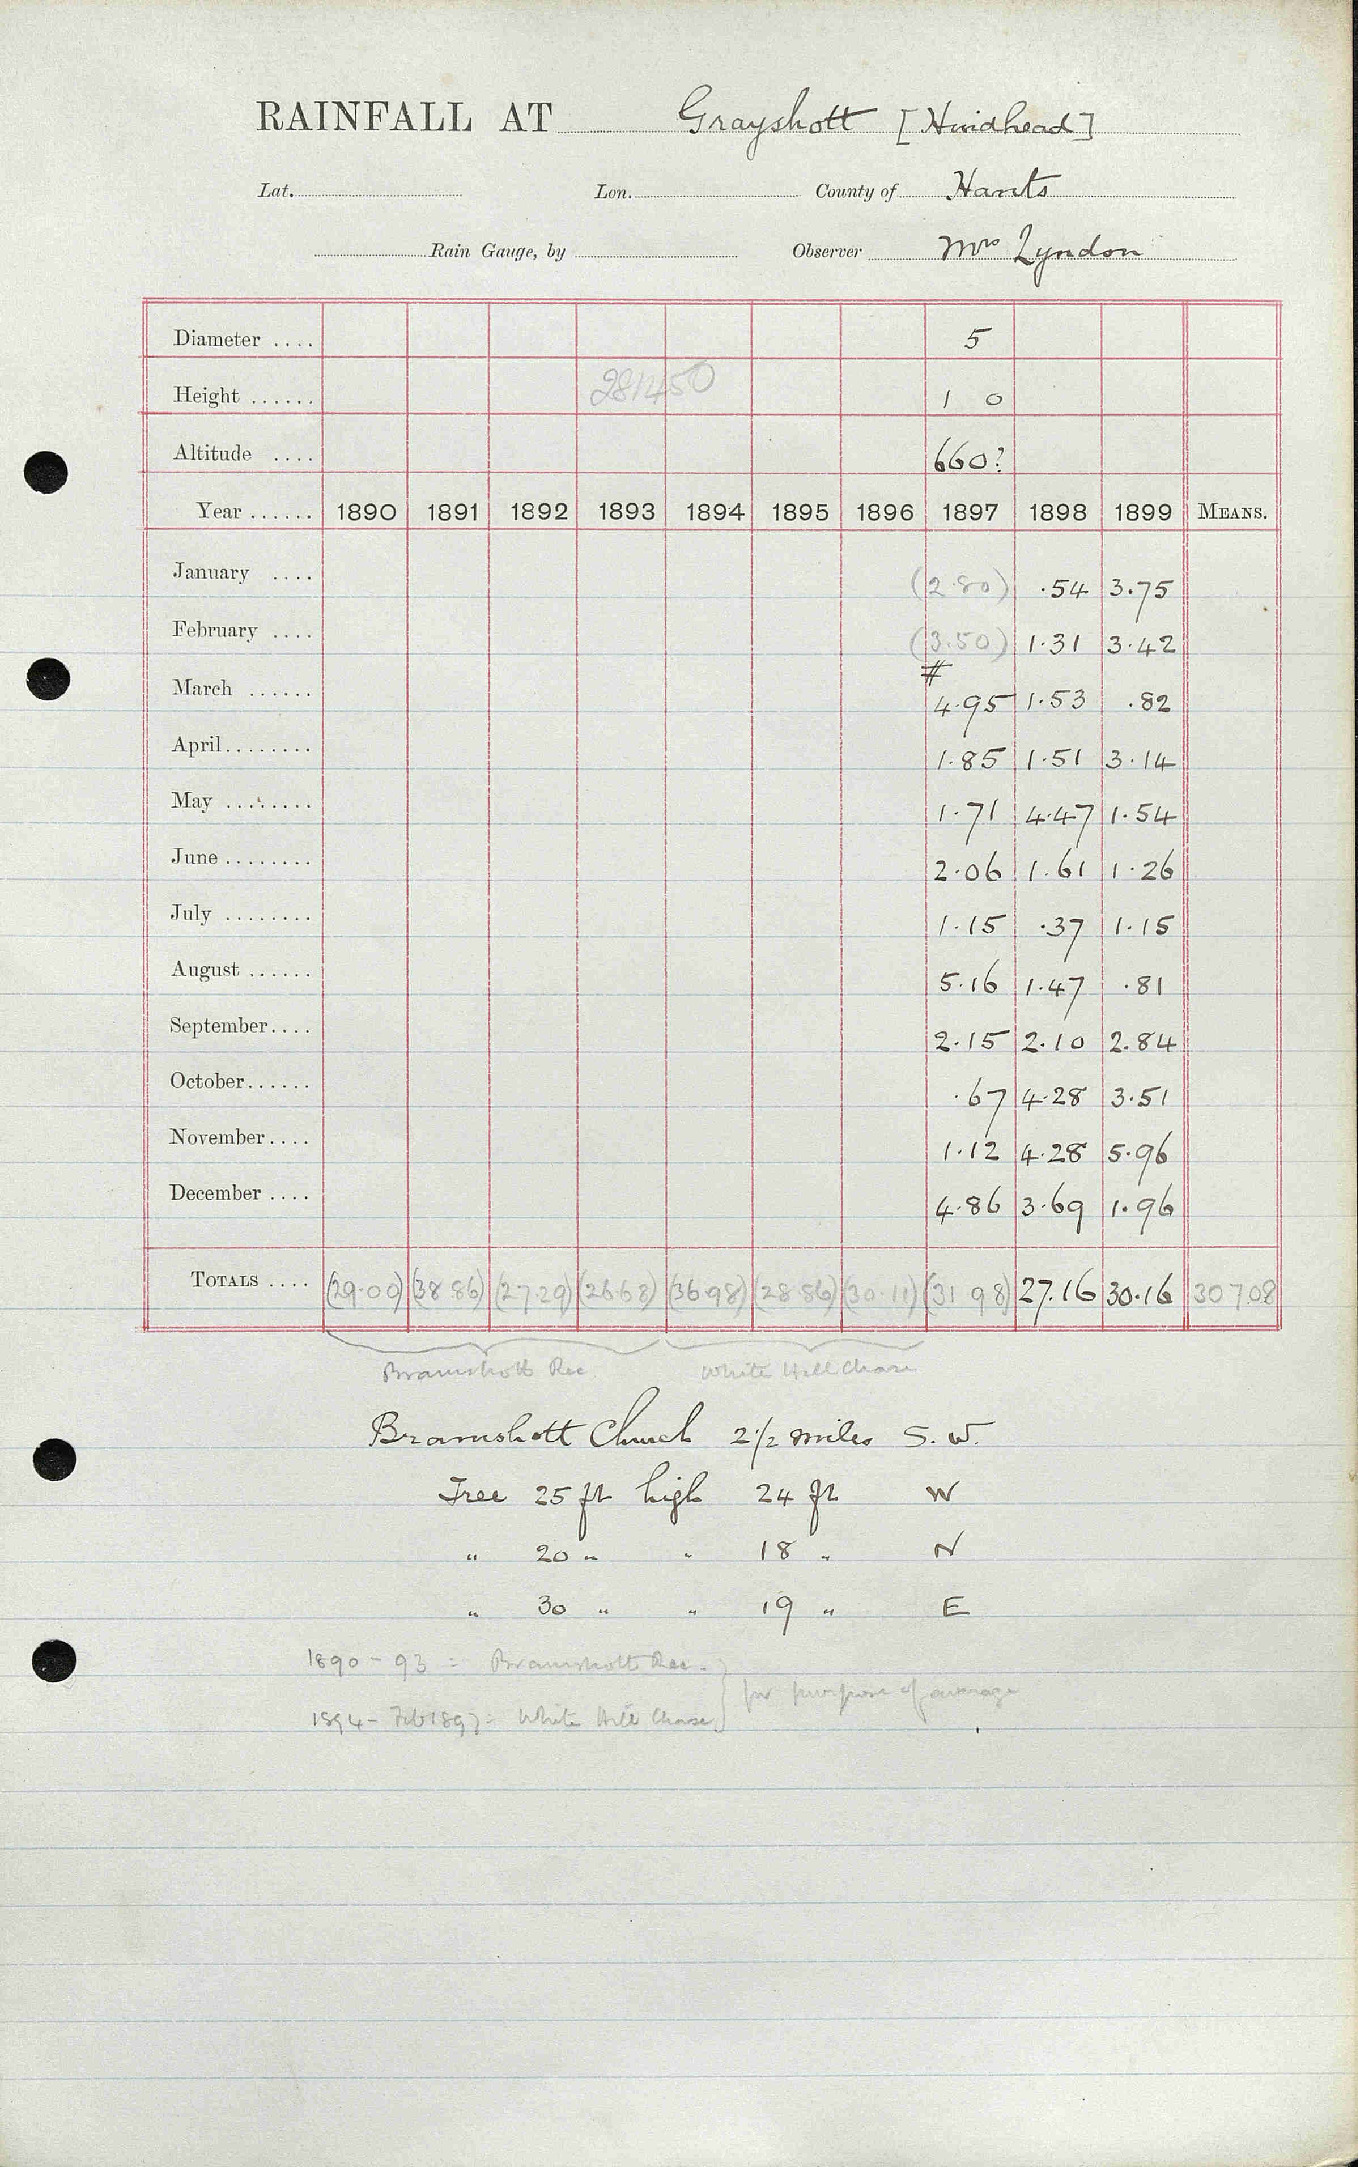 RAINFALL AT Grayshott [Hindhead]
Lat. Lon. County of Hants
Rain Gauge, by Observer Mrs Lyndon
Diameter .... 5
Height ...... 281450 1 0
Altitude .... 660?
Year ...... 1890 1891 1892 1893 1894 1895 1896 1897 1898 1899 MEANS.
January .... (2.80) .54 3.75
February .... (3.50) 1.31 3.42
#
March ...... 4.95 1.53 .82
April ........ 1.85 1.51 3.14
May ........ 1.71 4.47 1.54
June ........ 2.06 1.61 1.26
July ........ 1.15 .37 1.15
August ...... 5.16 1.47 .81
September .... 2.15 2.10 2.84
October ...... .67 4.28 3.51
November .... 1.12 4.28 5.96
December .... 4.86 3.69 1.96
TOTALS .... (29.00) (38.86) (27.29) (26.68) (36.98) (28.86) (30.11) (31 98) 27.16 30.16 307.08
Bramshott Rec. White Hill Chase
Bramshott Church 2 1/2 miles S.W.
Tree 25 ft high 24 ft W
" 20 " " 18 " N
" 30 " " 19 " E
1890 - 93 = Bramshott Rec. } for purpose of average
1894 - Feb 1897 = White Hill Chase